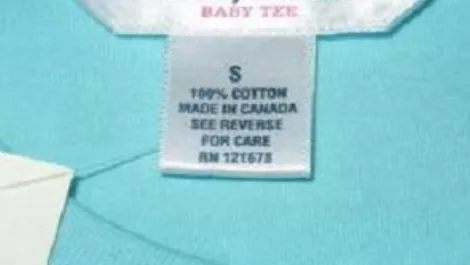 BABY TEE
S
100% COTTON
MADE IN CANADA
SEE REVERSE
FOR CARE
RN 121678